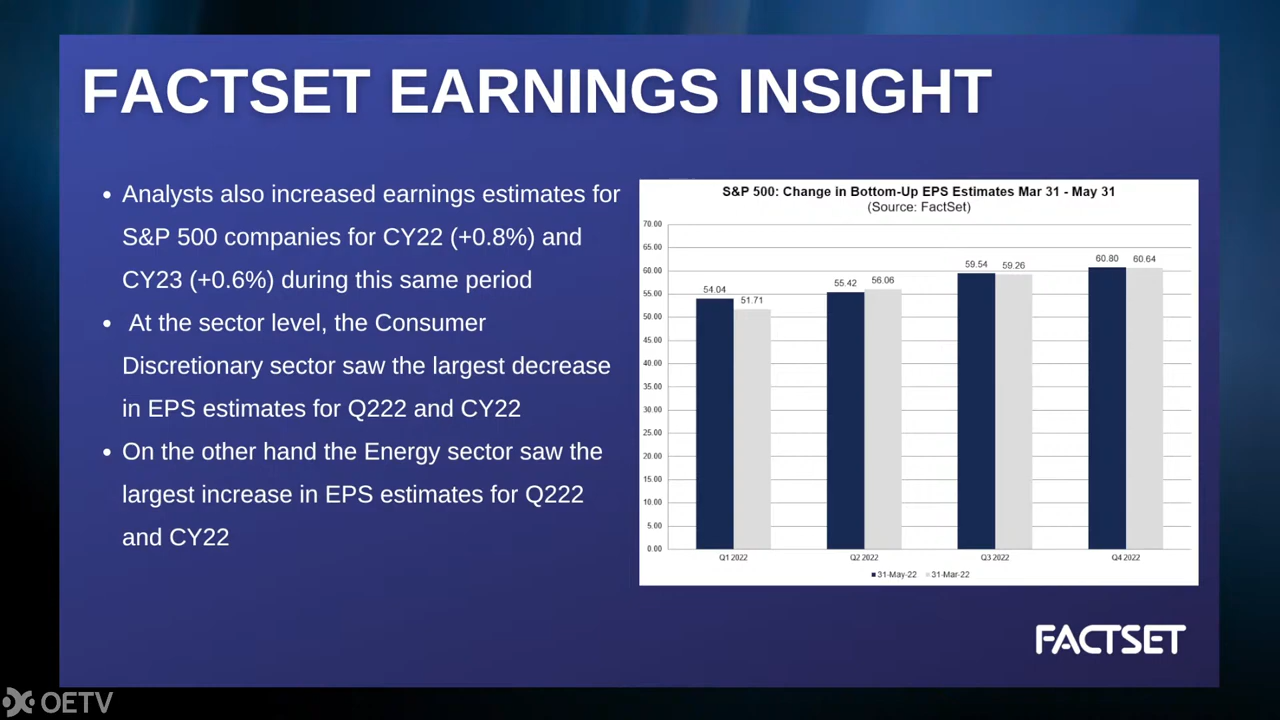 FACTSET EARNINGS INSIGHT
• Analysts also increased earnings estimates for
S&P 500 companies for CY22 (+0.8%) and
CY23 (+0.6%) during this same period
• At the sector level, the Consumer
Discretionary sector saw the largest decrease
in EPS estimates for Q222 and CY22
• On the other hand the Energy sector saw the
largest increase in EPS estimates for Q222
and CY22
S&P 500: Change in Bottom-Up EPS Estimates Mar 31 - May 31
(Source: FactSet)
70.00
65.00
60.00
55.00
50.00
45.00
40.00
35.00
30.00
25.00
20.00
15.00
10.00
5.00
0.00
54.04
51.71
55.42
56.06
59.54
59.26
60.80
60.64
Q1 2022
Q2 2022
Q3 2022
Q4 2022
31-May-22
31-Mar-22
FACTSET
OETV